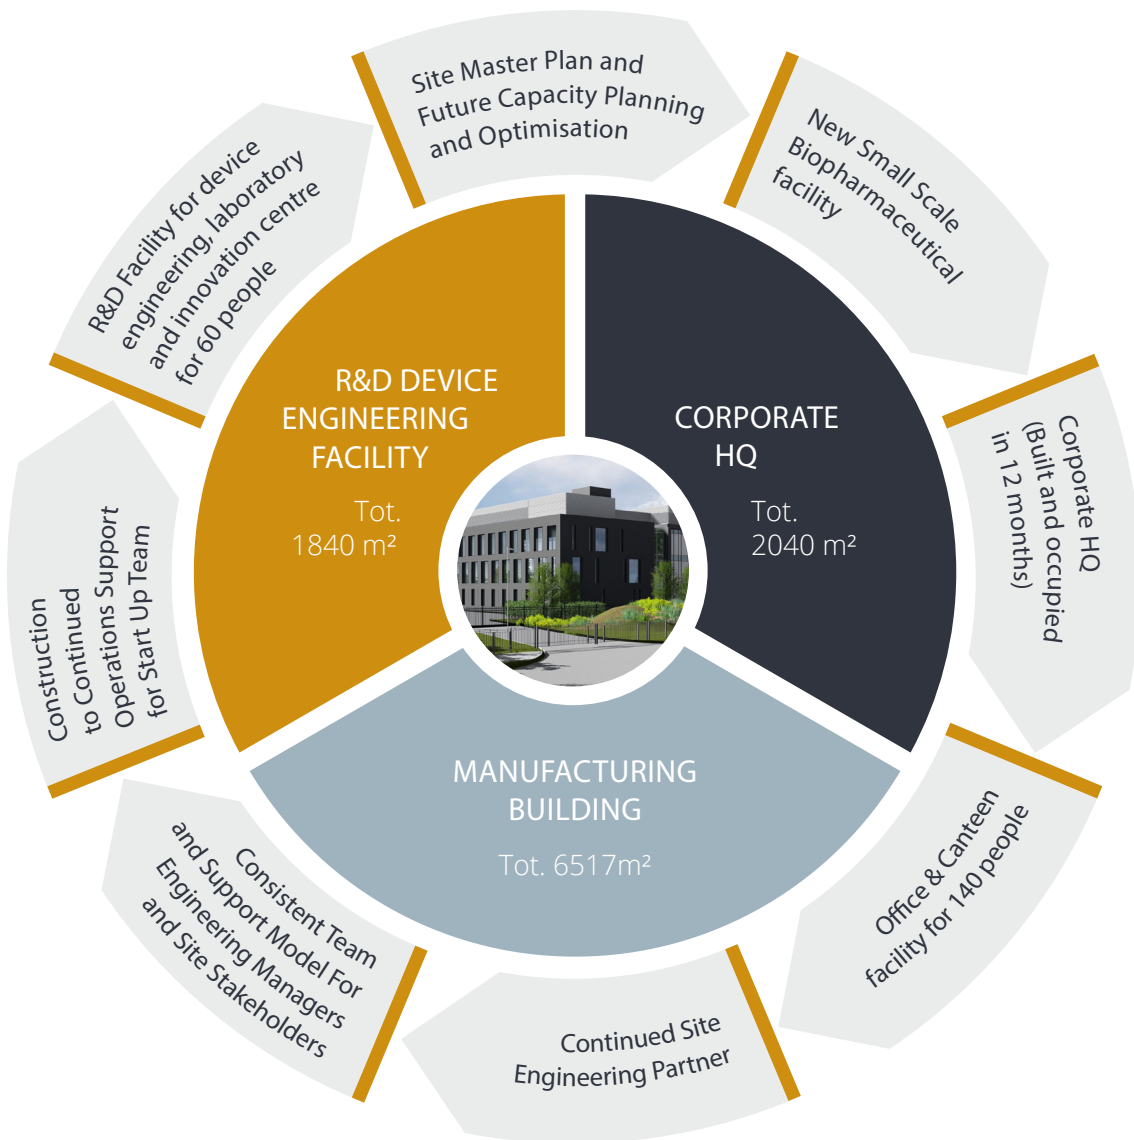 Site Master Plan and
Future Capacity Planning
and Optimisation
New Small Scale
Biopharmaceutical
facility
Corporate HQ
(Built and occupied
in 12 months)
Office & Canteen
facility for 140 people
Continued Site
Engineering Partner
Consistent Team
and Support Model For
Engineering Managers
and Site Stakeholders
Construction
to Continued
Operations Support
for Start Up Team
R&D Facility for device
engineering, laboratory
and innovation centre
for 60 people
R&D DEVICE
ENGINEERING
FACILITY
Tot.
1840 m²
CORPORATE
HQ
Tot.
2040 m²
MANUFACTURING
BUILDING
Tot. 6517m²